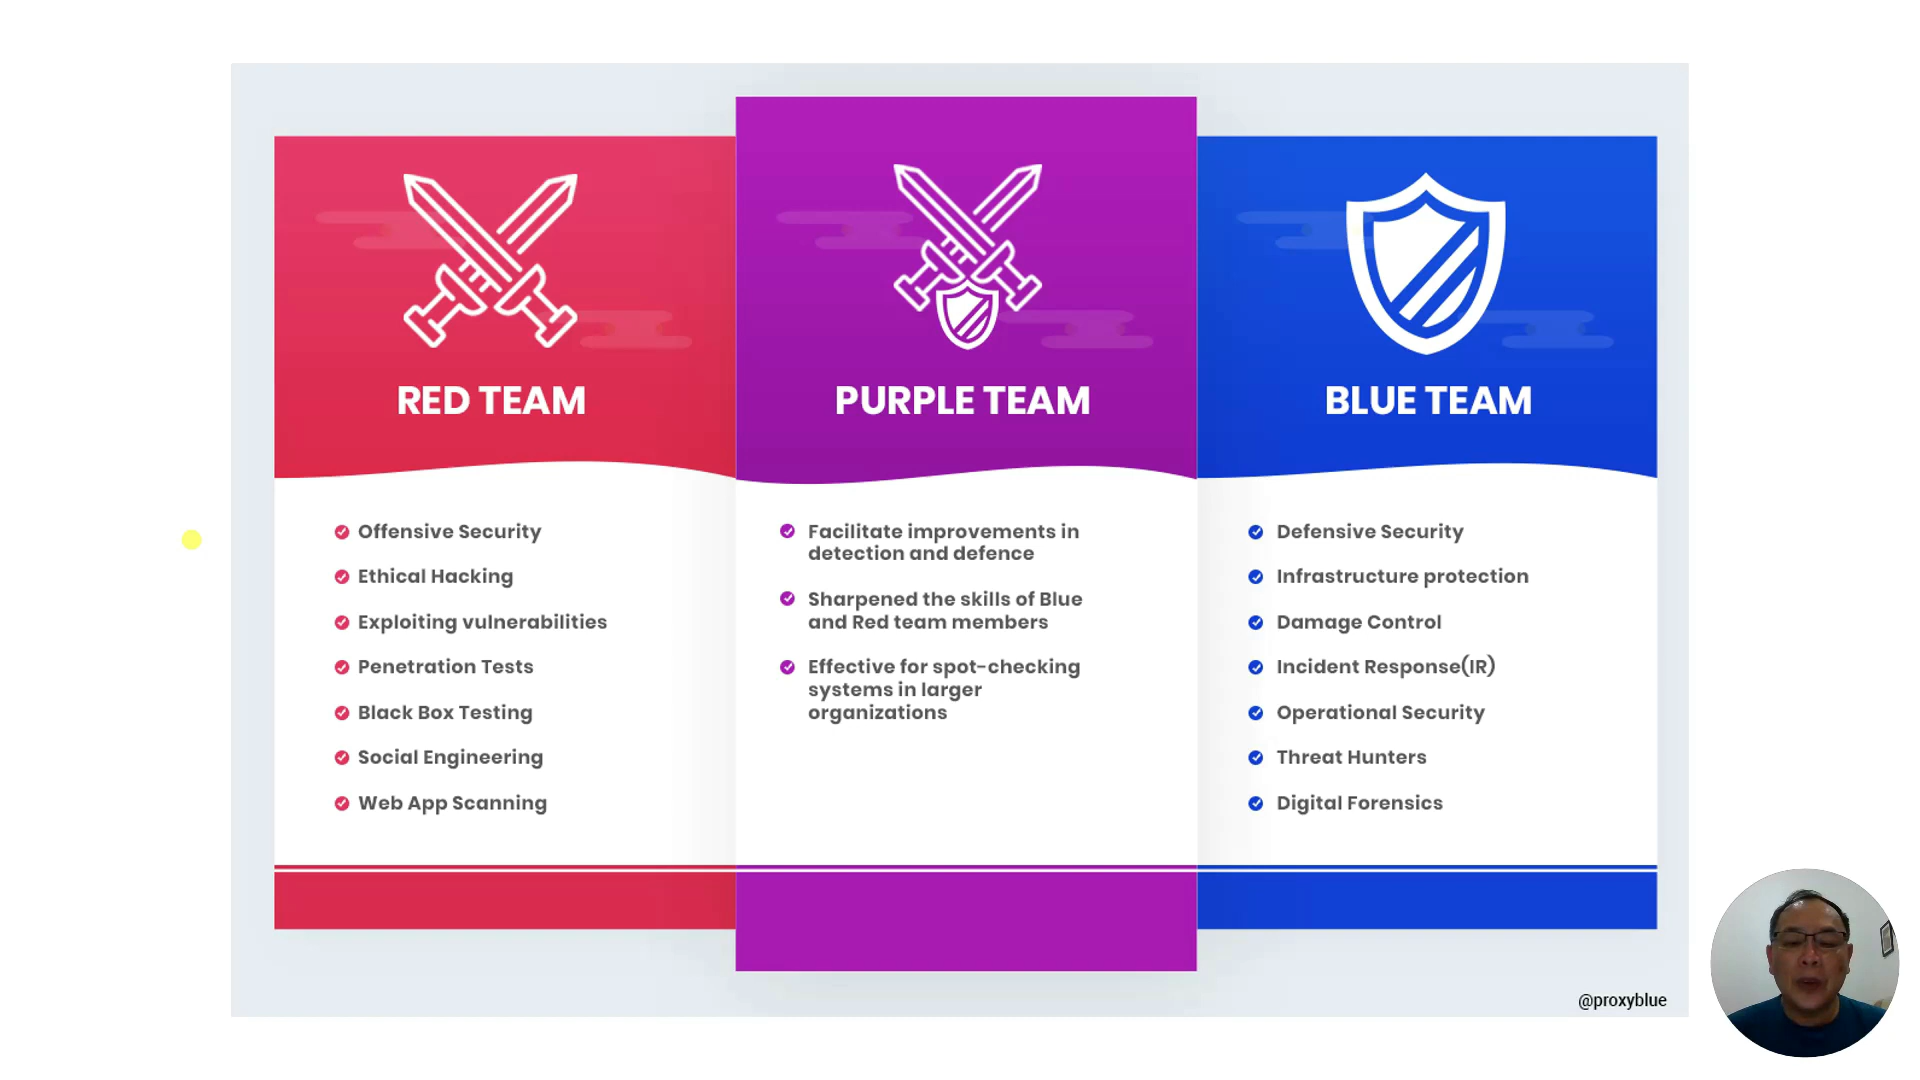 RED TEAM
Offensive Security
Ethical Hacking
Exploiting vulnerabilities
Penetration Tests
Black Box Testing
Social Engineering
Web App Scanning
PURPLE TEAM
Facilitate improvements in
detection and defence
Sharpened the skills of Blue
and Red team members
Effective for spot-checking
systems in larger
organizations
BLUE TEAM
Defensive Security
Infrastructure protection
Damage Control
Incident Response(IR)
Operational Security
Threat Hunters
Digital Forensics
@proxyblue